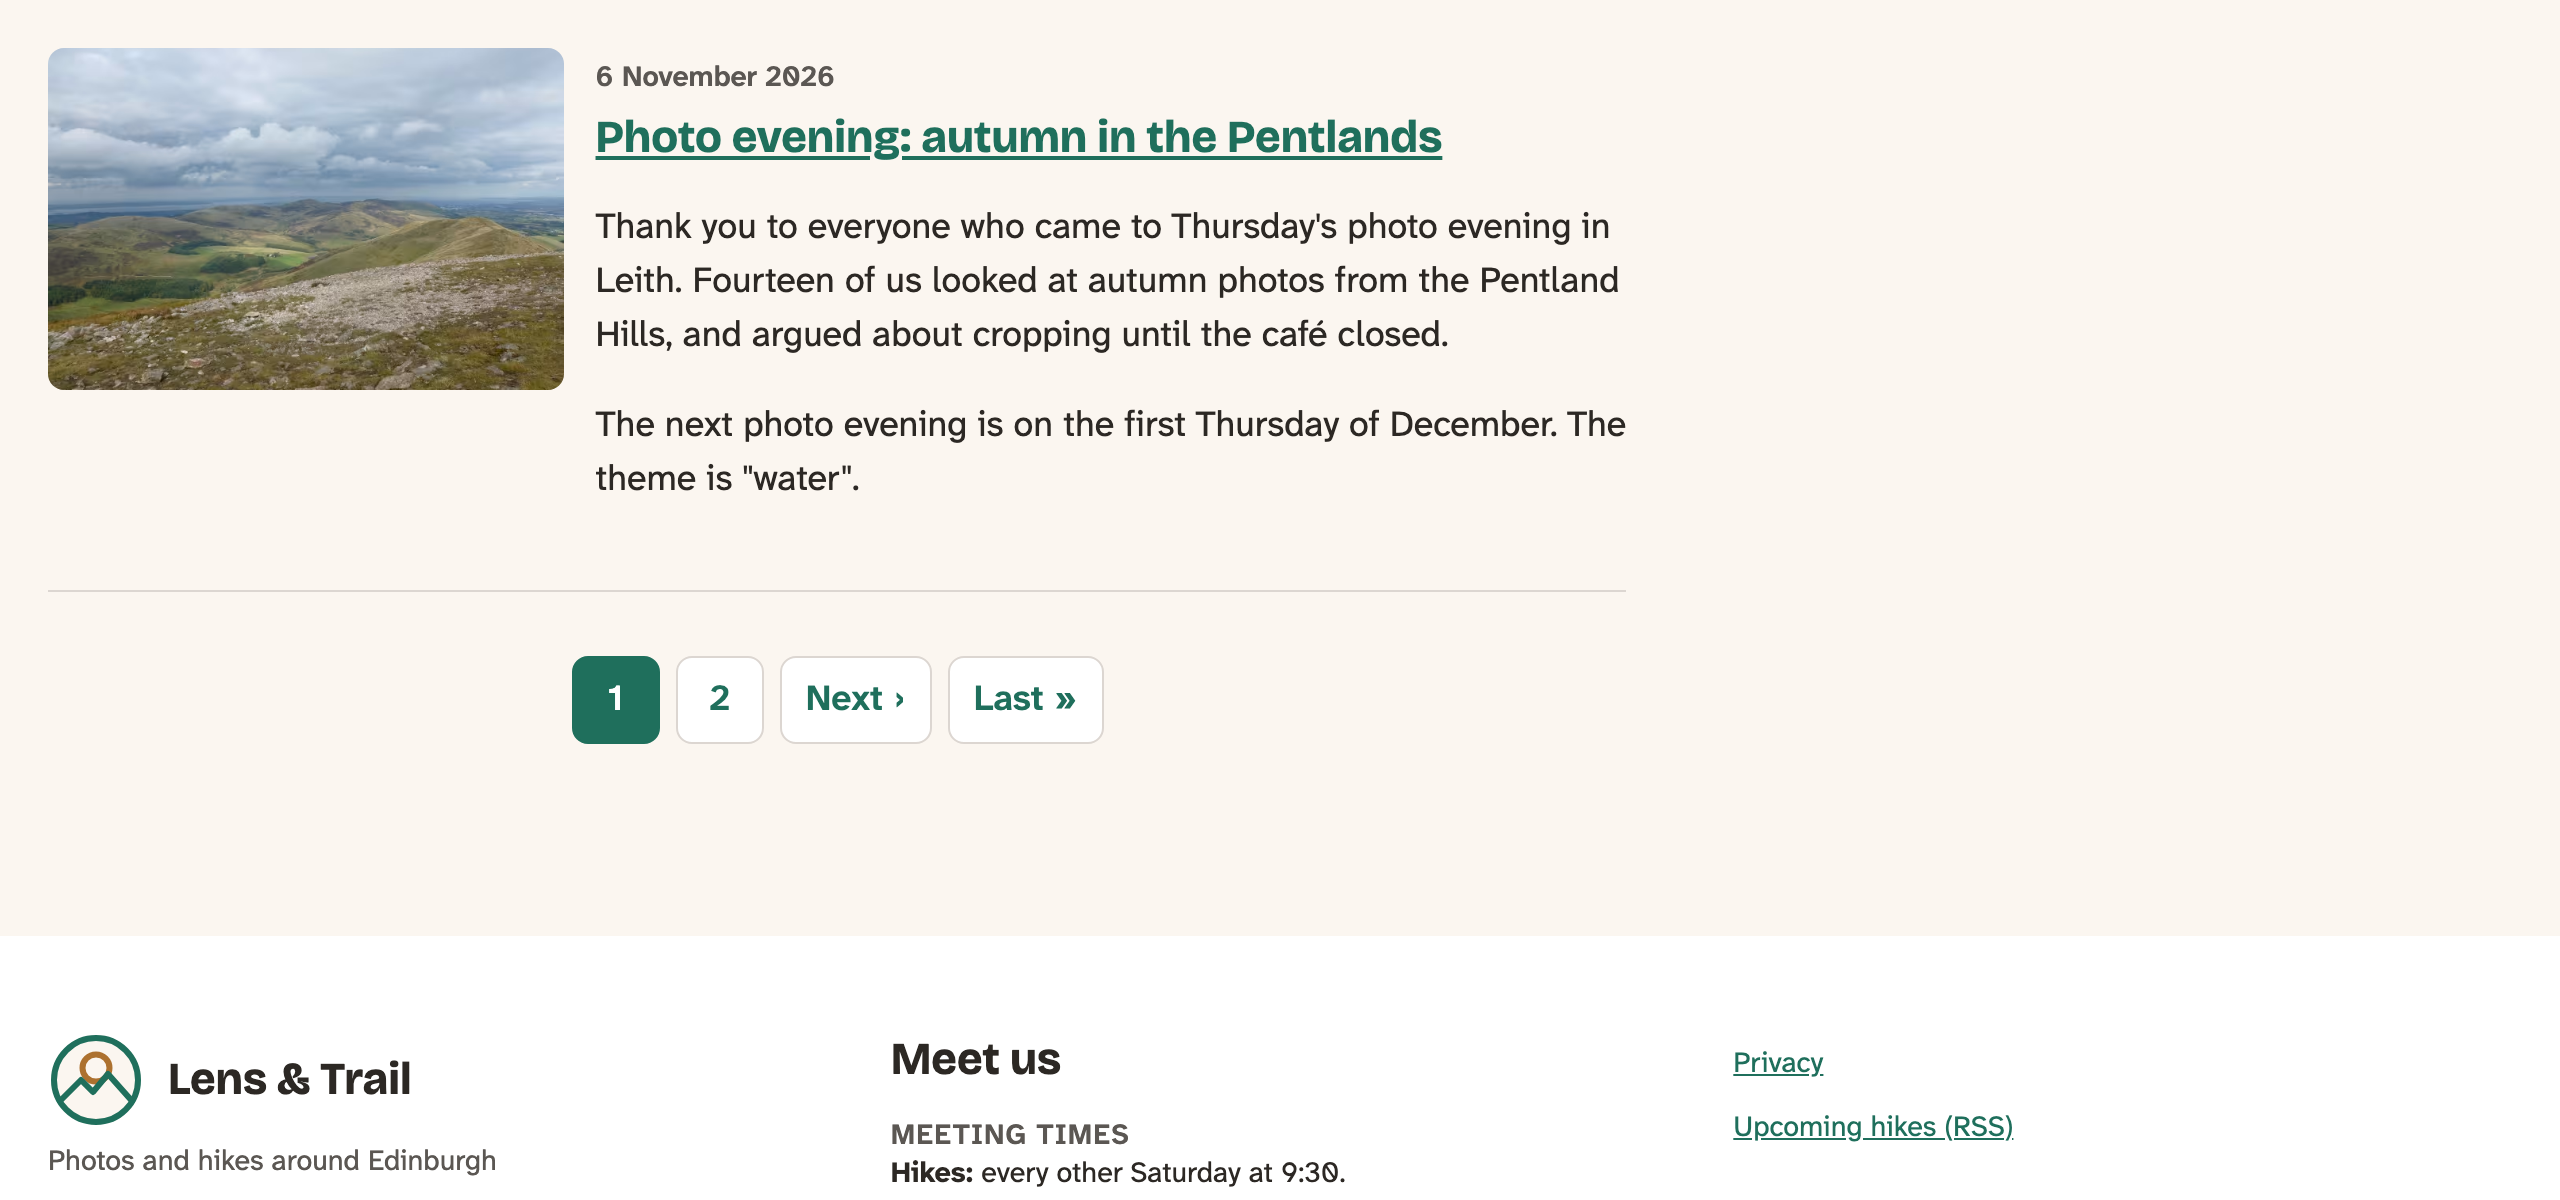 6 November 2026
Photo evening: autumn in the Pentlands
Thank you to everyone who came to Thursday's photo evening in
Leith. Fourteen of us looked at autumn photos from the Pentland
Hills, and argued about cropping until the café closed.
The next photo evening is on the first Thursday of December. The
theme is "water".
1 2 Next › Last »
Lens & Trail
Photos and hikes around Edinburgh
Meet us
MEETING TIMES
Hikes: every other Saturday at 9:30.
Privacy
Upcoming hikes (RSS)